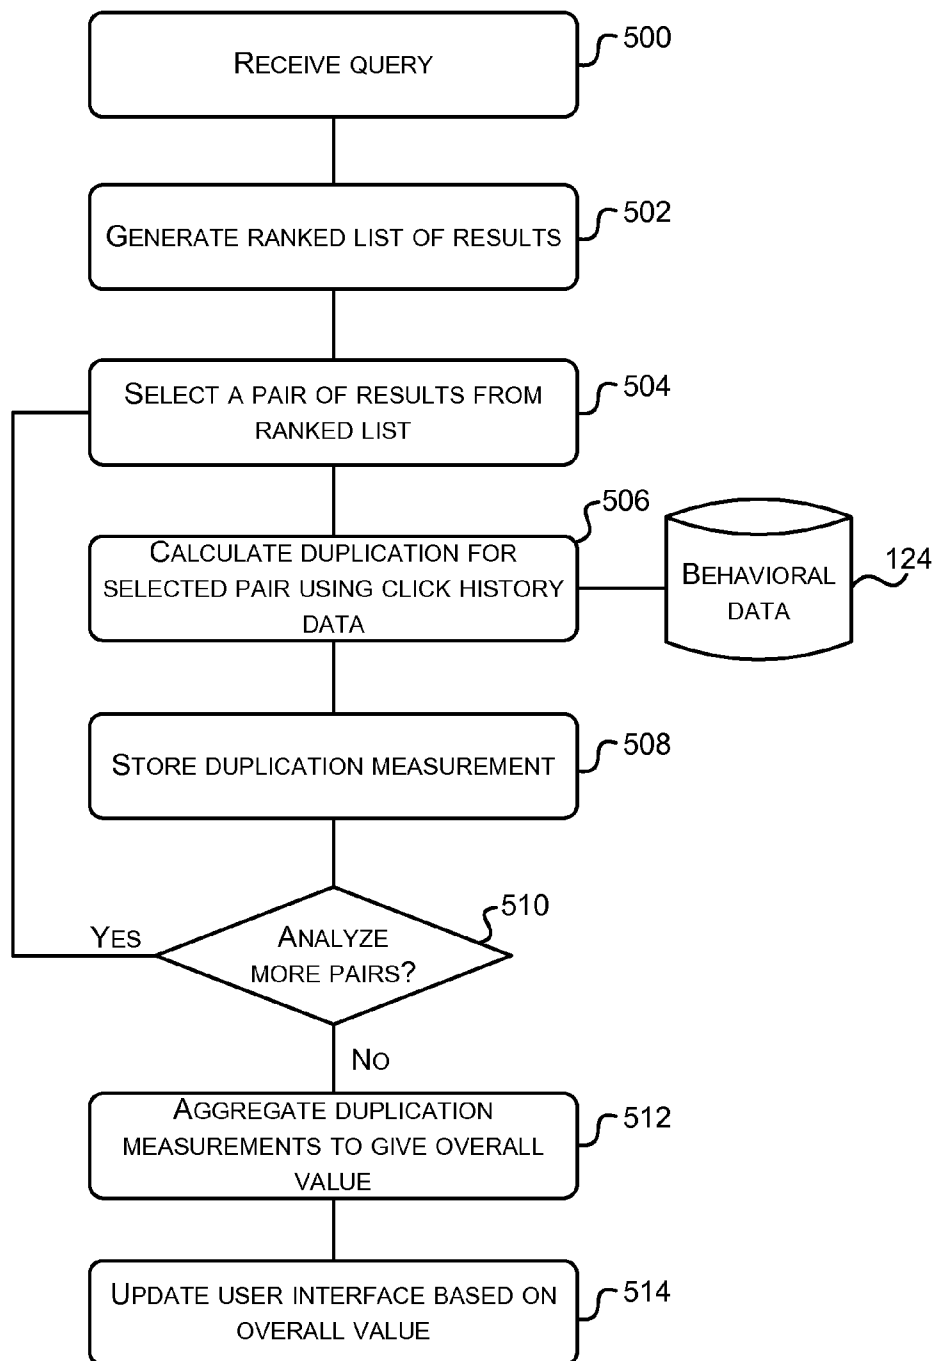 RECEIVE QUERY
500
GENERATE RANKED LIST OF RESULTS
502
SELECT A PAIR OF RESULTS FROM
RANKED LIST
504
CALCULATE DUPLICATION FOR
SELECTED PAIR USING CLICK HISTORY
DATA
506
BEHAVIORAL
DATA
124
STORE DUPLICATION MEASUREMENT
508
ANALYZE
MORE PAIRS?
510
YES
NO
AGGREGATE DUPLICATION
MEASUREMENTS TO GIVE OVERALL
VALUE
512
UPDATE USER INTERFACE BASED ON
OVERALL VALUE
514